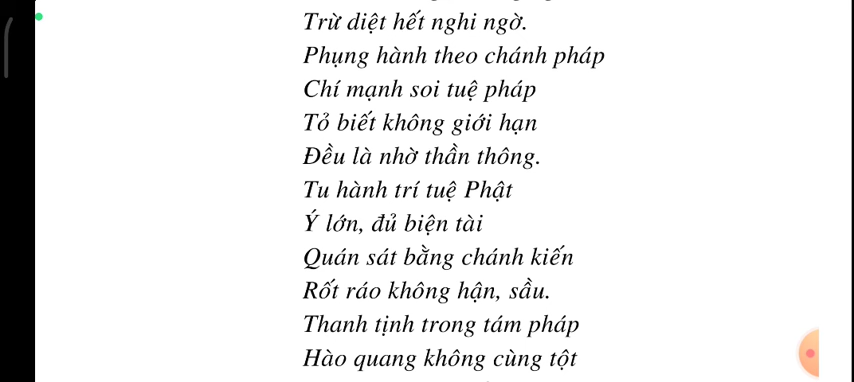 Trừ diệt hết nghi ngờ.
Phụng hành theo chánh pháp
Chí mạnh soi tuệ pháp
Tỏ biết không giới hạn
Đều là nhờ thần thông.
Tu hành trí tuệ Phật
Ý lớn, đủ biện tài
Quán sát bằng chánh kiến
Rốt ráo không hận, sầu.
Thanh tịnh trong tám pháp
Hào quang không cùng tột